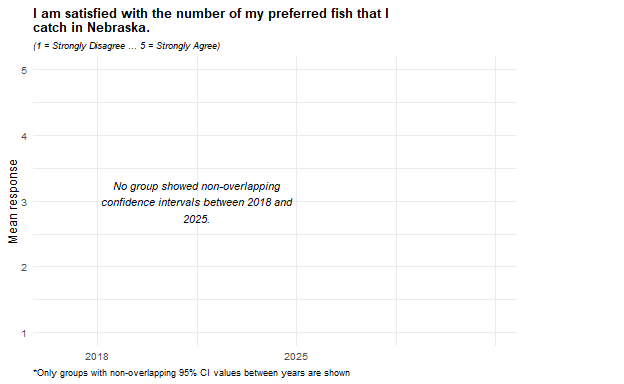 I am satisfied with the number of my preferred fish that I
catch in Nebraska.
(1 = Strongly Disagree ... 5 = Strongly Agree)
5
4
3
2
1
Mean response
No group showed non-overlapping
confidence intervals between 2018 and
2025.
2018
2025
*Only groups with non-overlapping 95% CI values between years are shown